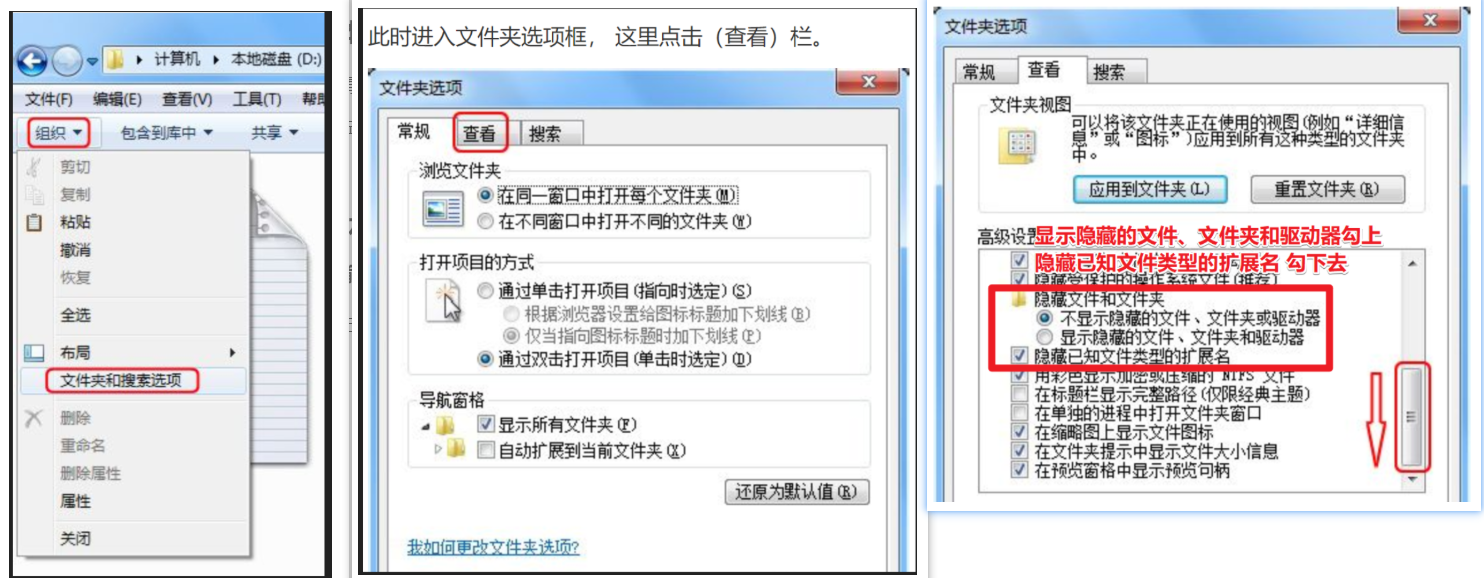 计算机 本地磁盘 (D:)
文件(F) 编辑(E) 查看(V) 工具(T)
组织 包含到库中 共享
剪切
复制
粘贴
撤消
恢复
全选
布局
文件夹和搜索选项
删除
重命名
删除属性
属性
关闭
此时进入文件夹选项框， 这里点击（查看）栏。
文件夹选项
常规 查看 搜索
浏览文件夹
在同一窗口中打开每个文件夹(M)
在不同窗口中打开不同的文件夹(W)
打开项目的方式
通过单击打开项目(指向时选定)(S)
根据浏览器设置给图标标题加下划线(B)
仅当指向图标标题时加下划线(P)
通过双击打开项目(单击时选定)(D)
导航窗格
显示所有文件夹(F)
自动扩展到当前文件夹(X)
还原为默认值(R)
我如何更改文件夹选项?
文件夹选项
常规 查看 搜索
文件夹视图
可以将该文件夹正在使用的视图(例如“详细信
息”或“图标”)应用到所有这种类型的文件夹
中。
应用到文件夹(L) 重置文件夹(R)
高级设置
显示隐藏的文件、文件夹和驱动器勾上
隐藏已知文件类型的扩展名 勾下去
隐藏受保护的操作系统文件(推荐)
隐藏文件和文件夹
不显示隐藏的文件、文件夹或驱动器
显示隐藏的文件、文件夹和驱动器
隐藏已知文件类型的扩展名
用彩色显示加密或压缩的 NTFS 文件
在标题栏显示完整路径(仅限经典主题)
在单独的进程中打开文件夹窗口
在缩略图上显示文件图标
在文件夹提示中显示文件大小信息
在预览窗格中显示预览句柄